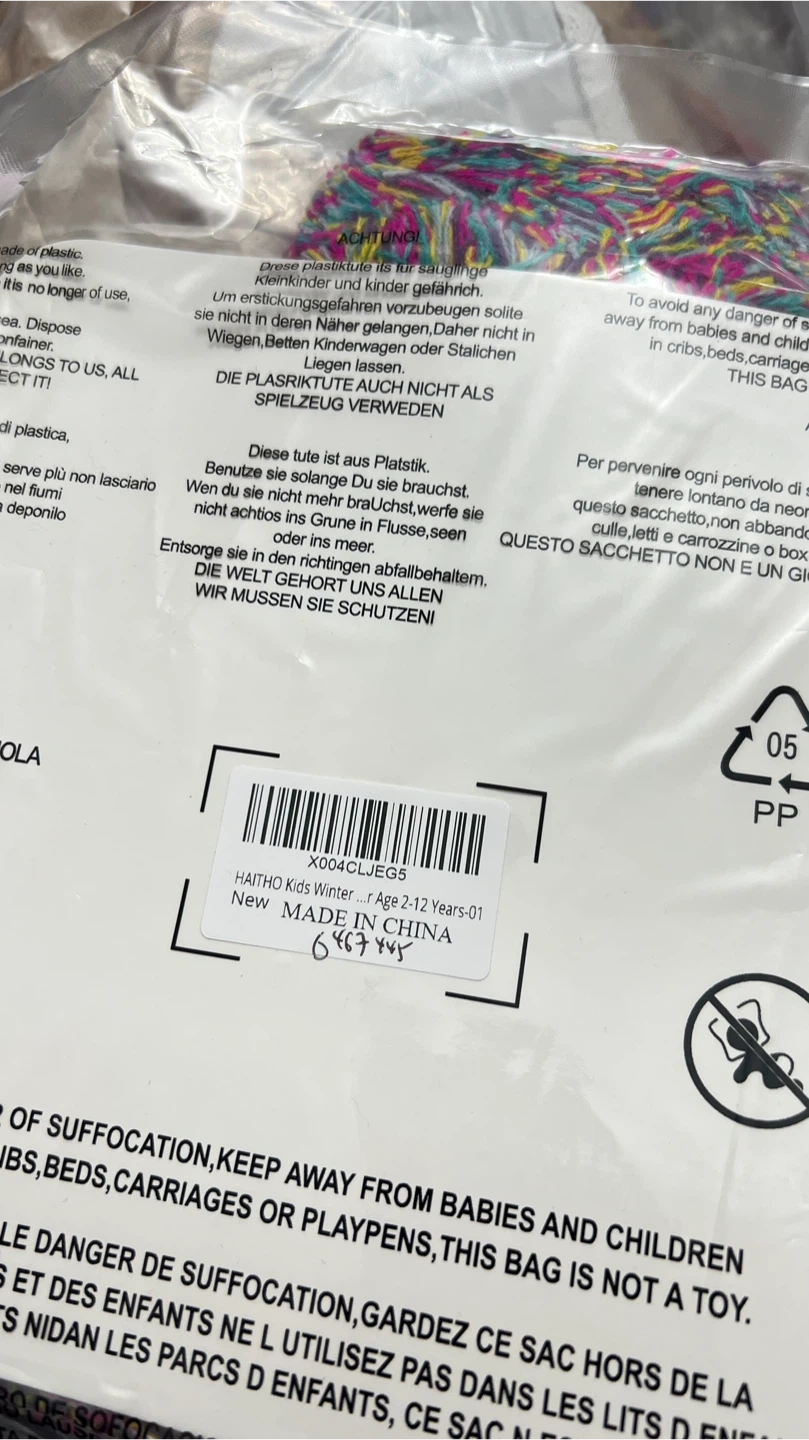 ade of plastic.
ng as you like.
itis no longer of use,
ea. Dispose
onfainer.
LONGS TO US, ALL
ECT IT!
di plastica,
serve plù non lasciario
nel fiumi
a deponilo
OLA
ACHTUNG!
Drese plastiktute its fur sauglinge
Kleinkinder und kinder gefährich.
Um erstickungsgefahren vorzubeugen solite
sie nicht in deren Näher gelangen,Daher nicht in
Wiegen,Betten Kinderwagen oder Stalichen
Liegen lassen.
DIE PLASRIKTUTE AUCH NICHT ALS
SPIELZEUG VERWEDEN
Diese tute ist aus Platstik.
Benutze sie solange Du sie brauchst.
Wen du sie nicht mehr braUchst,werfe sie
nicht achtios ins Grune in Flusse,seen
oder ins meer.
Entsorge sie in den richtingen abfallbehaltem.
DIE WELT GEHORT UNS ALLEN
WIR MUSSEN SIE SCHUTZENI
To avoid any danger of s
away from babies and child
in cribs,beds,carriage
THIS BAG
Per pervenire ogni perivolo di s
tenere lontano da neor
questo sacchetto,non abbando
culle,letti e carrozzine o box
QUESTO SACCHETTO NON E UN GI
05
PP
X004CLJEG5
HAITHO Kids Winter ...r Age 2-12 Years-01
New MADE IN CHINA
6467445
OF SUFFOCATION,KEEP AWAY FROM BABIES AND CHILDREN
IBS,BEDS,CARRIAGES OR PLAYPENS,THIS BAG IS NOT A TOY.
LE DANGER DE SUFFOCATION,GARDEZ CE SAC HORS DE LA
S ET DES ENFANTS NE L UTILISEZ PAS DANS LES LITS D ENF
TS NIDAN LES PARCS D ENFANTS, CE SAC N